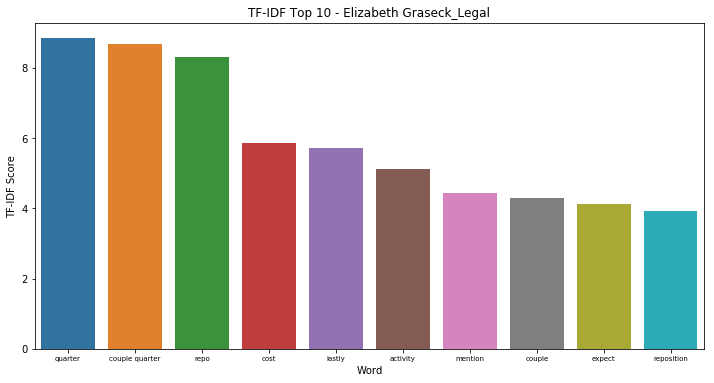 TF-IDF Top 10 - Elizabeth Graseck_Legal
8
6
4
2
0
TF-IDF Score
quarter couple quarter repo cost lastly activity mention couple expect reposition
Word